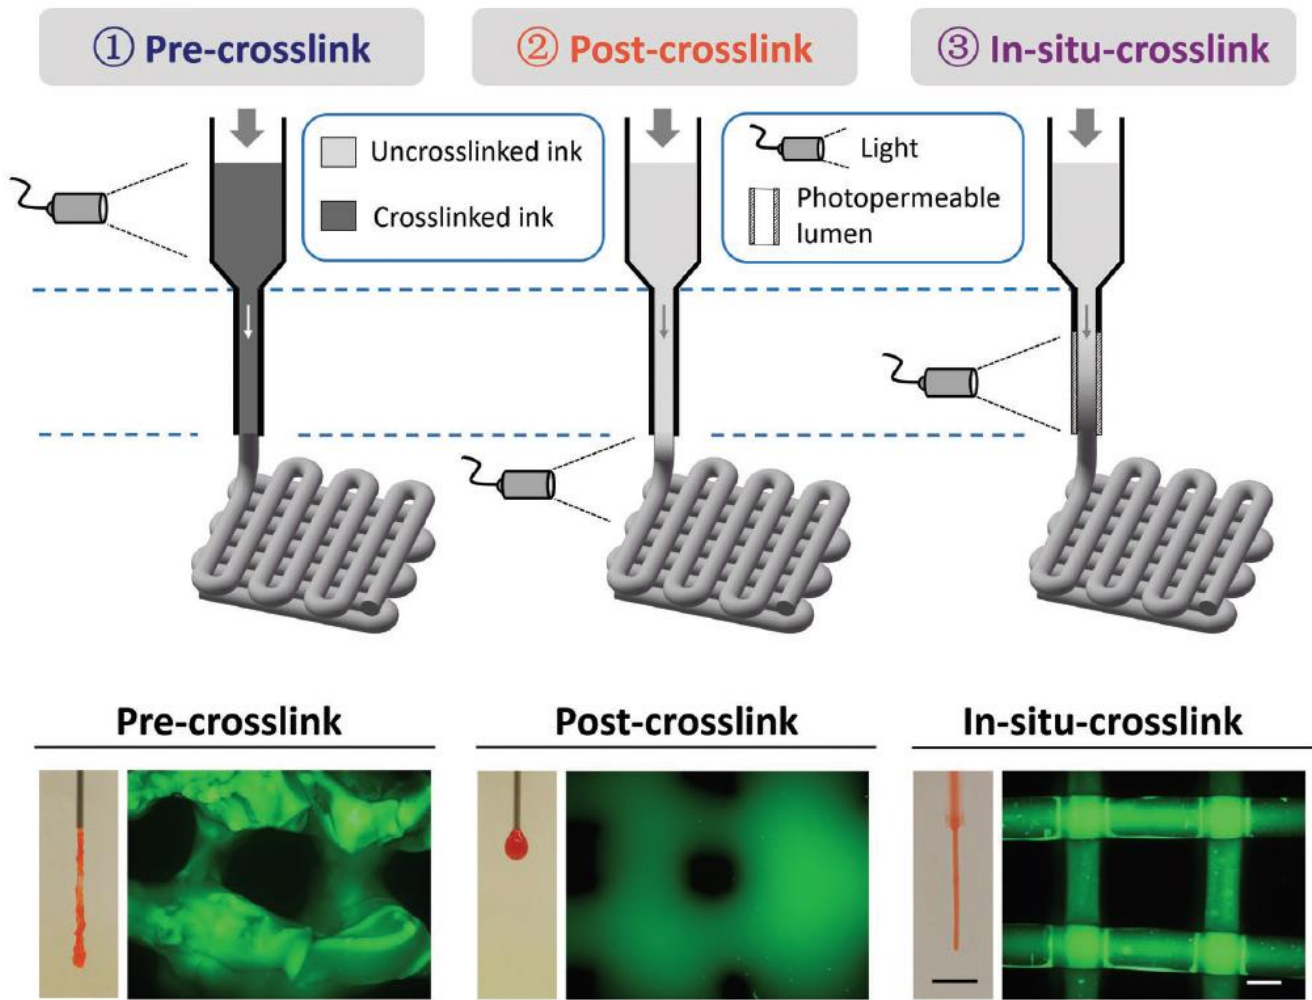 ① Pre-crosslink
② Post-crosslink
③ In-situ-crosslink
Uncrosslinked ink
Crosslinked ink
Light
Photopermeable
lumen
Pre-crosslink
Post-crosslink
In-situ-crosslink